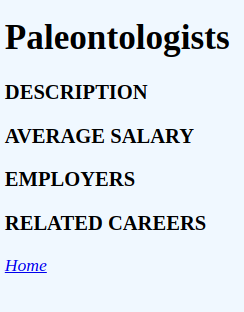 Paleontologists
DESCRIPTION
AVERAGE SALARY
EMPLOYERS
RELATED CAREERS
Home